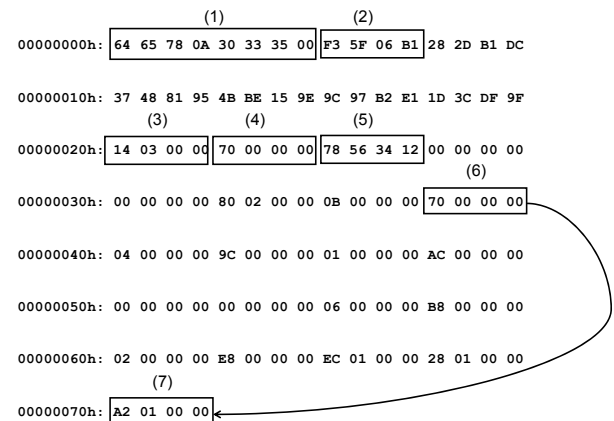 (1) (2)
00000000h: 64 65 78 0A 30 33 35 00 F3 5F 06 B1 28 2D B1 DC
00000010h: 37 48 81 95 4B BE 15 9E 9C 97 B2 E1 1D 3C DF 9F
(3) (4) (5)
00000020h: 14 03 00 00 70 00 00 00 78 56 34 12 00 00 00 00
(6)
00000030h: 00 00 00 00 80 02 00 00 0B 00 00 00 70 00 00 00
00000040h: 04 00 00 00 9C 00 00 00 01 00 00 00 AC 00 00 00
00000050h: 00 00 00 00 00 00 00 00 06 00 00 00 B8 00 00 00
00000060h: 02 00 00 00 E8 00 00 00 EC 01 00 00 28 01 00 00
(7)
00000070h: A2 01 00 00